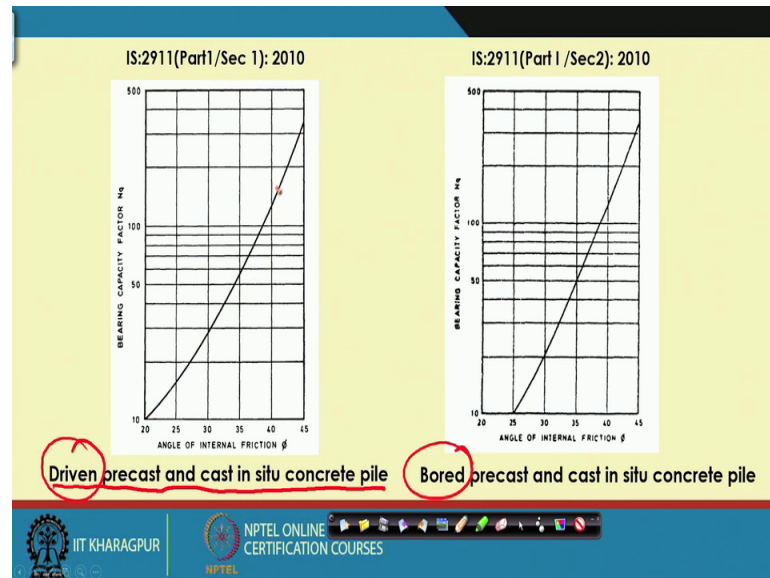 IS:2911(Part1/Sec 1): 2010
IS:2911(Part I /Sec2): 2010
500
100
50
10
BEARING CAPACITY FACTOR Nq
20 25 30 35 40 45
ANGLE OF INTERNAL FRICTION φ
500
100
50
10
BEARING CAPACITY FACTOR Nq
20 25 30 35 40 45
ANGLE OF INTERNAL FRICTION φ
Driven precast and cast in situ concrete pile
Bored precast and cast in situ concrete pile
IIT KHARAGPUR
NPTEL
NPTEL ONLINE
CERTIFICATION COURSES